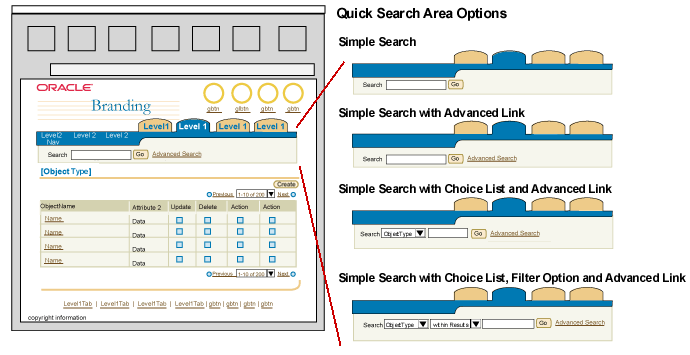 Quick Search Area Options
Simple Search
Search Go
Simple Search with Advanced Link
Search Go Advanced Search
Simple Search with Choice List and Advanced Link
Search ObjetType Go Advanced Search
Simple Search with Choice List, Filter Option and Advanced Link
Search ObjetType within Results Go Advanced Search
ORACLE
Branding
gbtn glbtn gbtn gbtn
Level1 Level 1 Level 1 Level 1
Level2 Level 2 Level 2
Nav
Search Go Advanced Search
[Object Type]
Create
Previous 1-10 of 200 Next
ObjectName Attribute 2 Update Delete Action Action
Name Data
Name Data
Name Data
Name Data
Previous 1-10 of 200 Next
Level1Tab | Level1Tab | Level1Tab | Level1Tab | gbtn | gbtn | gbtn | gbtn
copyright information